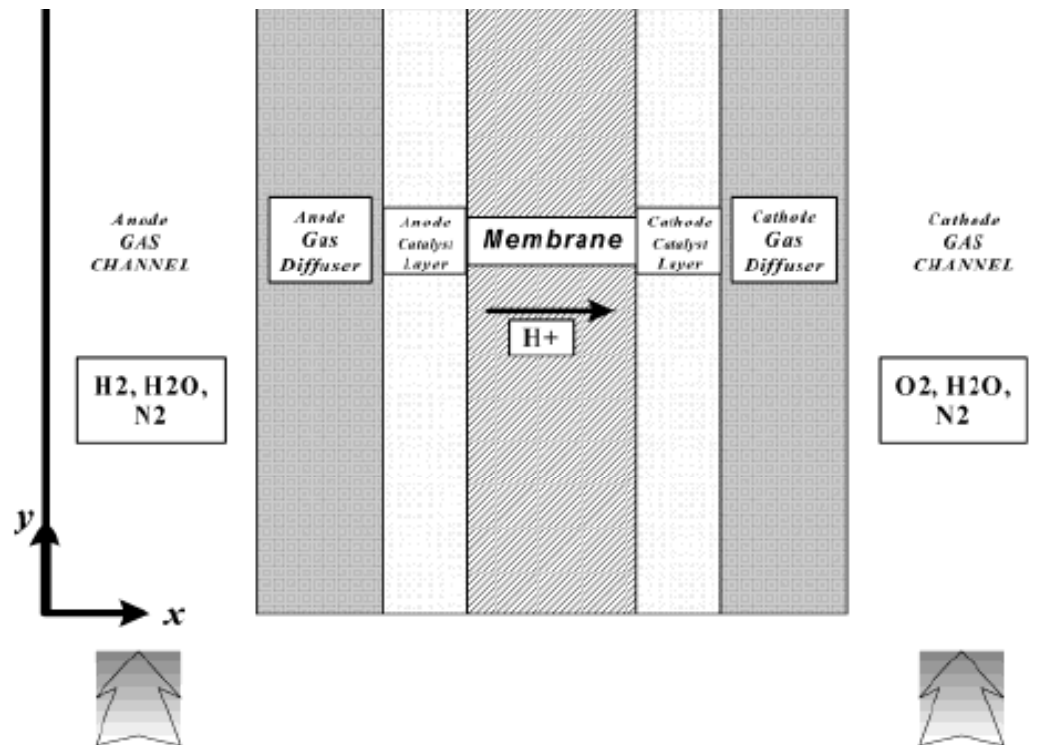 Anode
GAS
CHANNEL
Anode
Gas
Diffuser
Anode
Catalyst
Layer
Membrane
Cathode
Catalyst
Layer
Cathode
Gas
Diffuser
Cathode
GAS
CHANNEL
H+
H2, H2O,
N2
O2, H2O,
N2
y
x